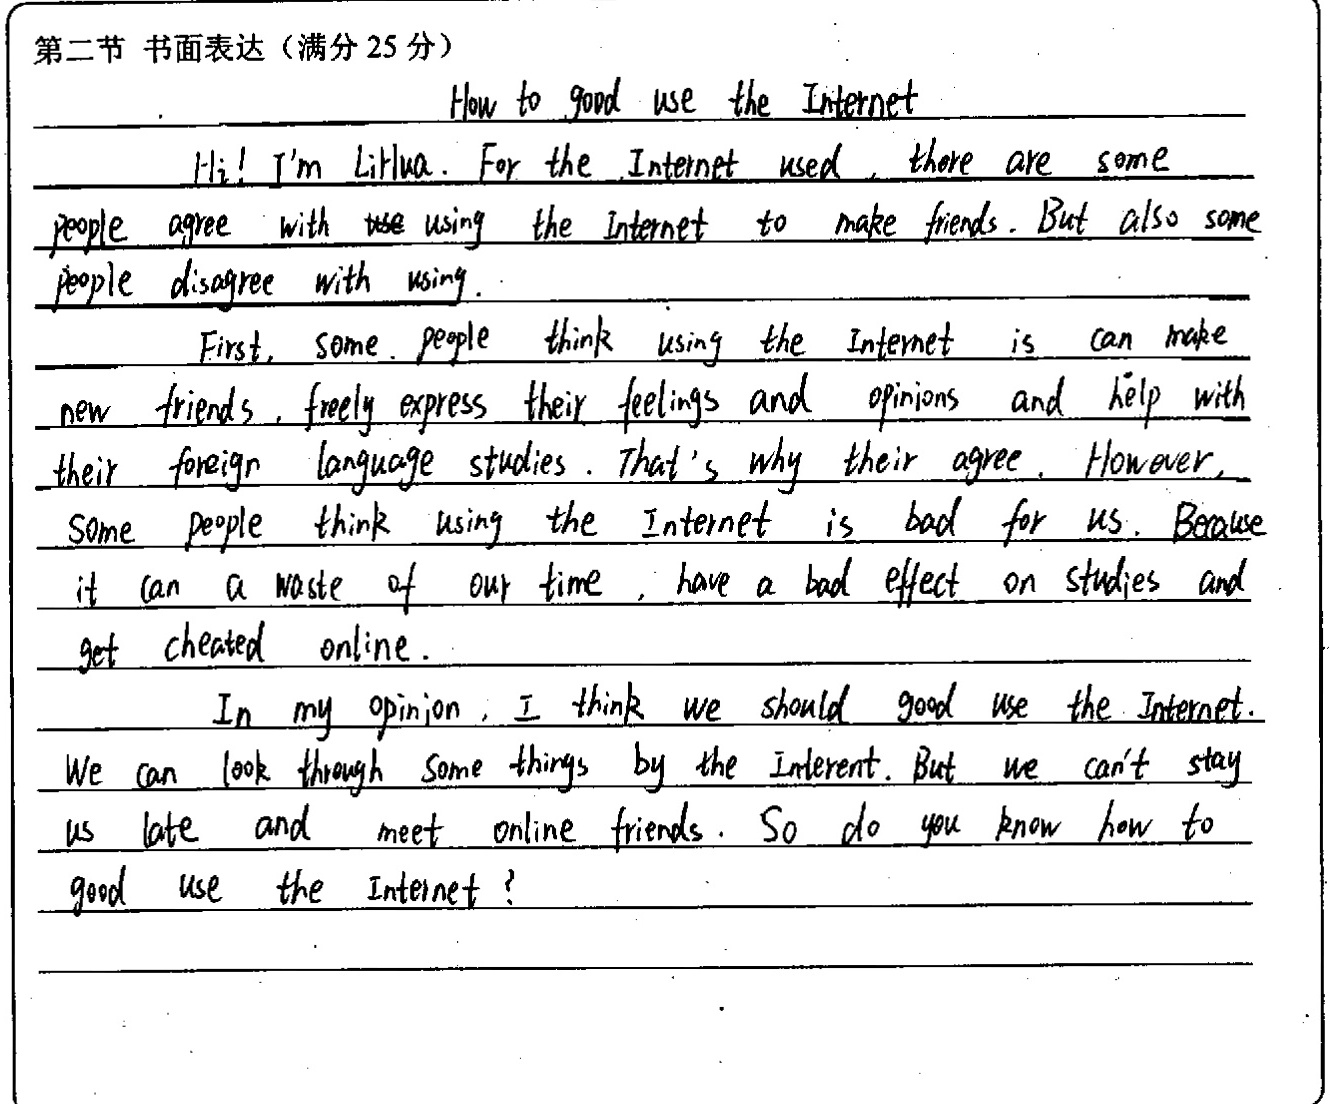 第二节 书面表达（满分 25 分）
How to good use the Internet
Hi! I'm LiHua. For the Internet used, there are some
people agree with using the Internet to make friends. But also some
people disagree with using.
First, some people think using the Internet is can make
new friends, freely express their feelings and opinions and help with
their foreign language studies. That's why their agree. However,
some people think using the Internet is bad for us. Because
it can a waste of our time, have a bad effect on studies and
get cheated online.
In my opinion, I think we should good use the Internet.
We can look through some things by the Interent. But we can't stay
us late and meet online friends. So do you know how to
good use the Internet?